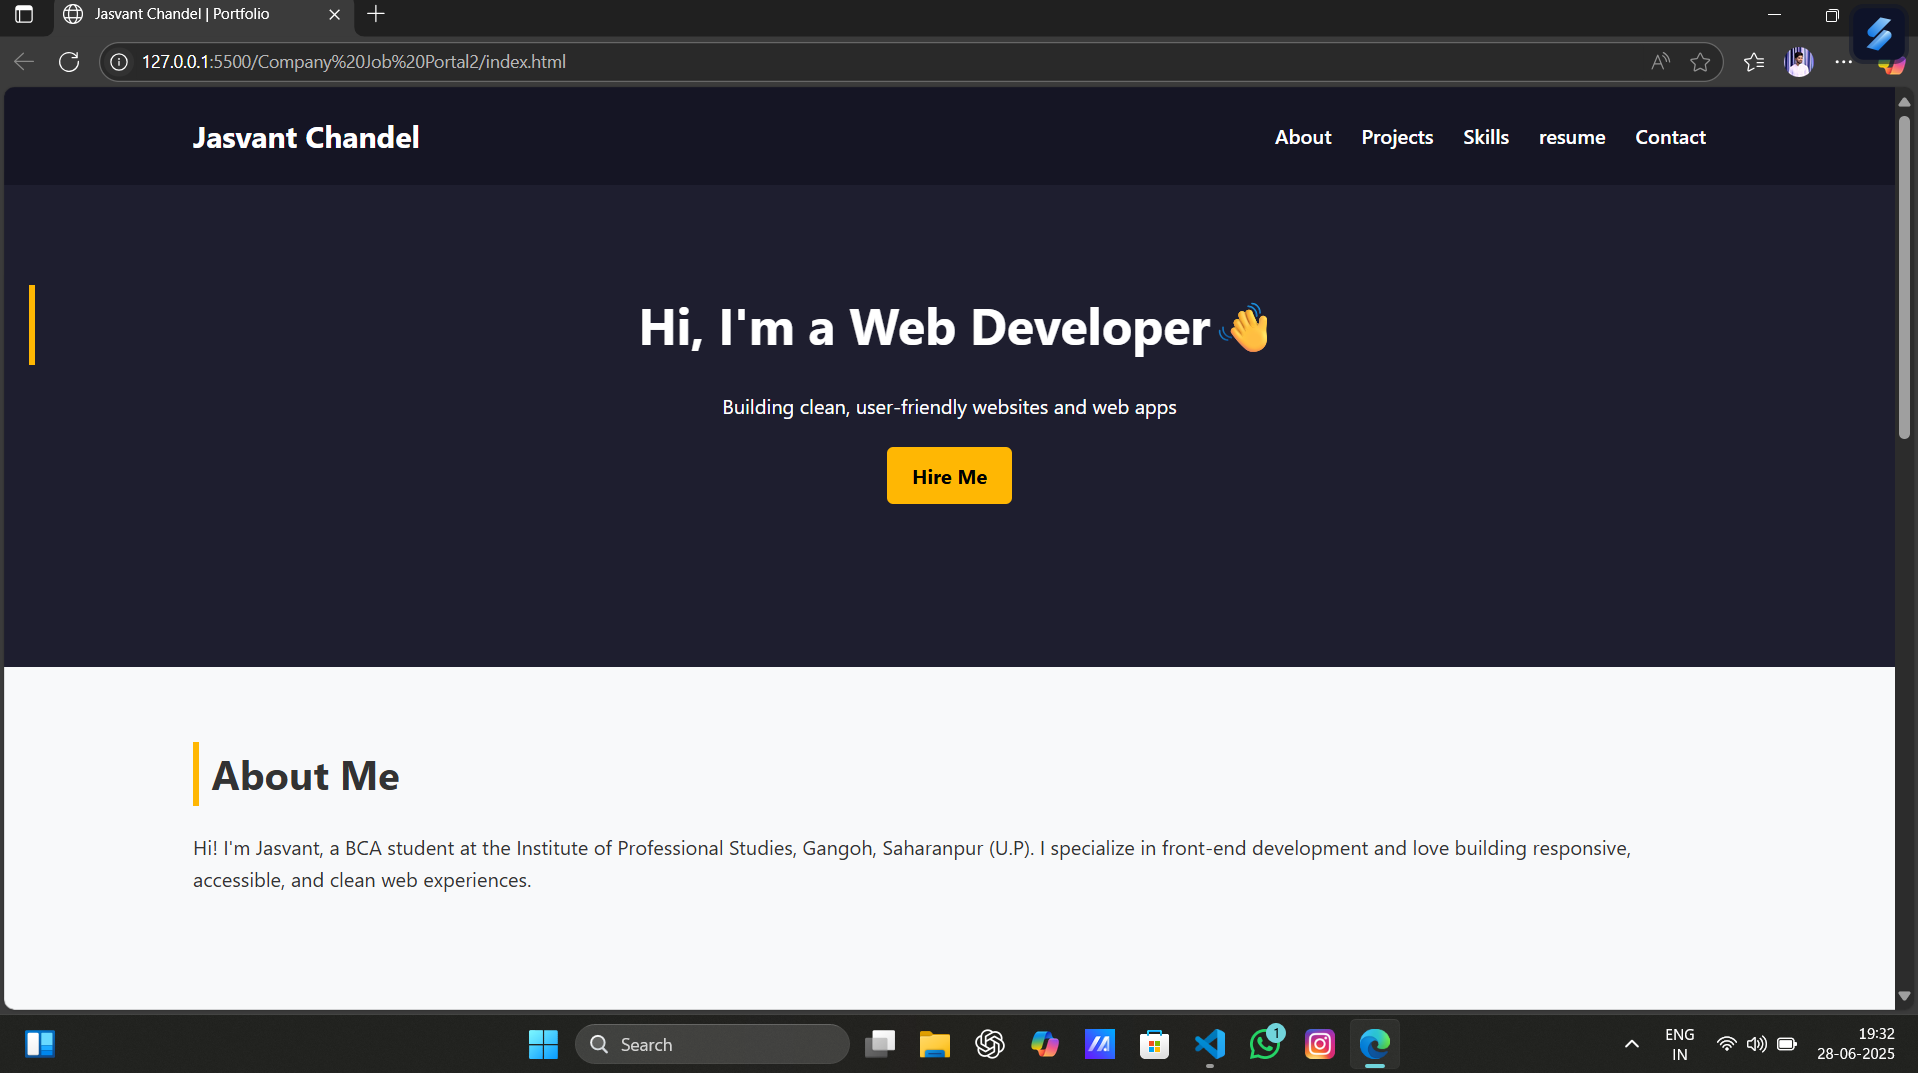 Jasvant Chandel | Portfolio
127.0.0.1:5500/Company%20Job%20Portal2/index.html
Jasvant Chandel
About Projects Skills resume Contact
Hi, I'm a Web Developer 👋
Building clean, user-friendly websites and web apps
Hire Me
About Me
Hi! I'm Jasvant, a BCA student at the Institute of Professional Studies, Gangoh, Saharanpur (U.P). I specialize in front-end development and love building responsive,
accessible, and clean web experiences.
Search
1
ENG
IN
19:32
28-06-2025